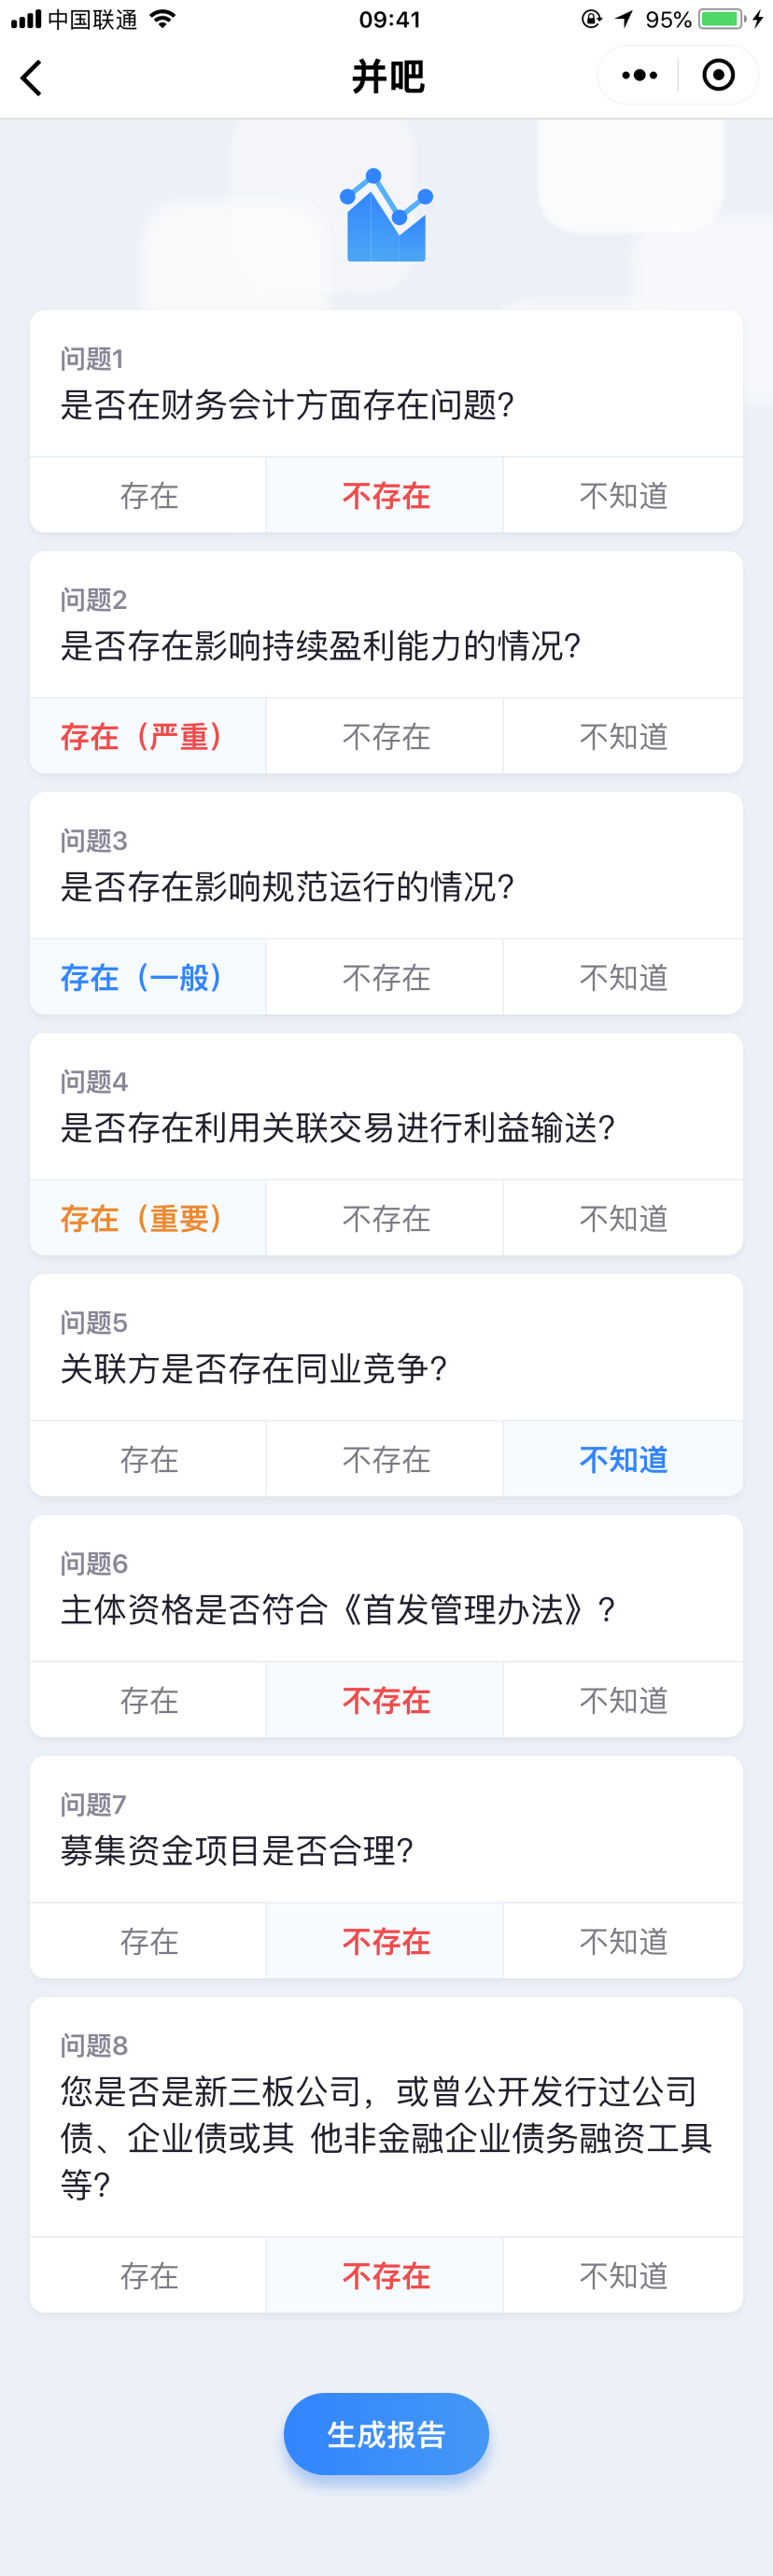 中国联通 09:41 95%
并吧
问题1
是否在财务会计方面存在问题?
存在 不存在 不知道
问题2
是否存在影响持续盈利能力的情况?
存在（严重） 不存在 不知道
问题3
是否存在影响规范运行的情况?
存在（一般） 不存在 不知道
问题4
是否存在利用关联交易进行利益输送?
存在（重要） 不存在 不知道
问题5
关联方是否存在同业竞争?
存在 不存在 不知道
问题6
主体资格是否符合《首发管理办法》?
存在 不存在 不知道
问题7
募集资金项目是否合理?
存在 不存在 不知道
问题8
您是否是新三板公司，或曾公开发行过公司
债、企业债或其 他非金融企业债务融资工具
等?
存在 不存在 不知道
生成报告